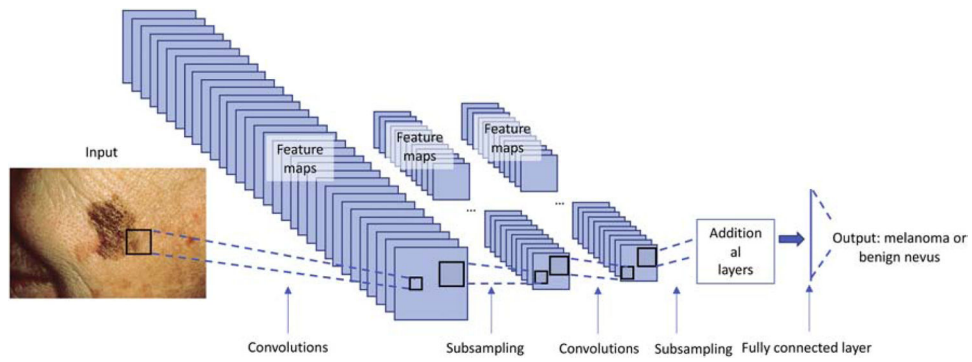 Input
Feature
maps
Feature
maps
Feature
maps
...
...
Addition
al
layers
Output: melanoma or
benign nevus
Convolutions
Subsampling
Convolutions
Subsampling
Fully connected layer